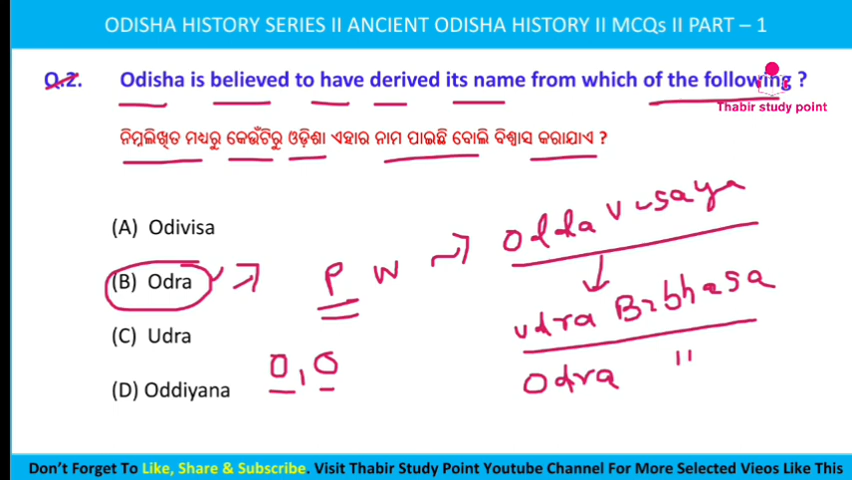 ODISHA HISTORY SERIES II ANCIENT ODISHA HISTORY II MCQs II PART – 1
Q.2. Odisha is believed to have derived its name from which of the following ?
Thabir study point
ନିମ୍ନଲିଖିତ ମଧ୍ୟରୁ କେଉଁଟିରୁ ଓଡ଼ିଶା ଏହାର ନାମ ପାଇଛି ବୋଲି ବିଶ୍ୱାସ କରାଯାଏ ?
(A) Odivisa
Odda
(B) Odra
P W
udra
(C) Udra
Odra "
(D) Oddiyana
Don't Forget To Like, Share & Subscribe. Visit Thabir Study Point Youtube Channel For More Selected Vieos Like This